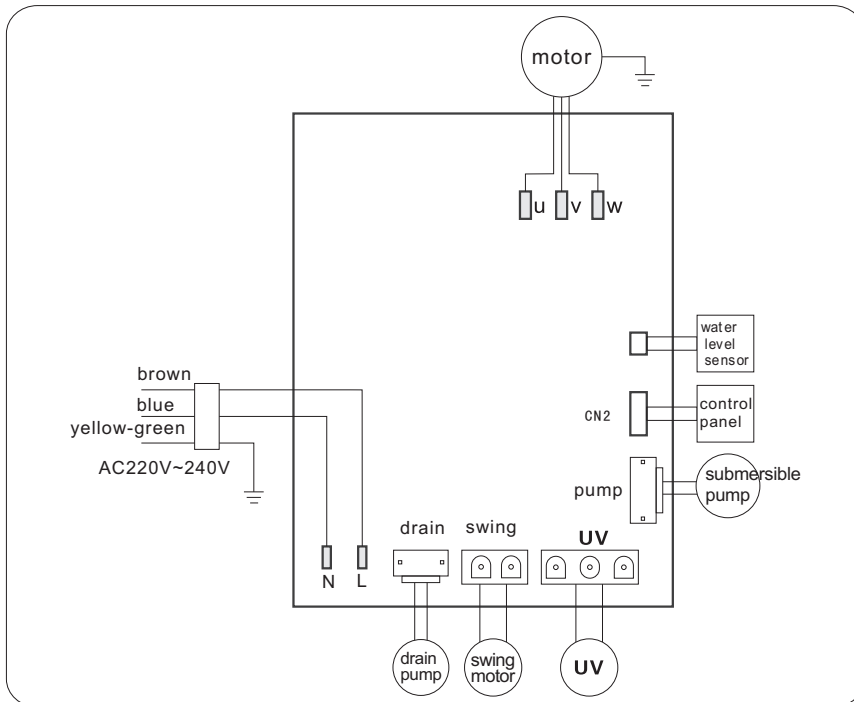 motor
u
v
w
water
level
sensor
brown
blue
yellow-green
AC220V~240V
CN2
control
panel
pump
submersible
pump
drain
swing
UV
N
L
drain
pump
swing
motor
UV